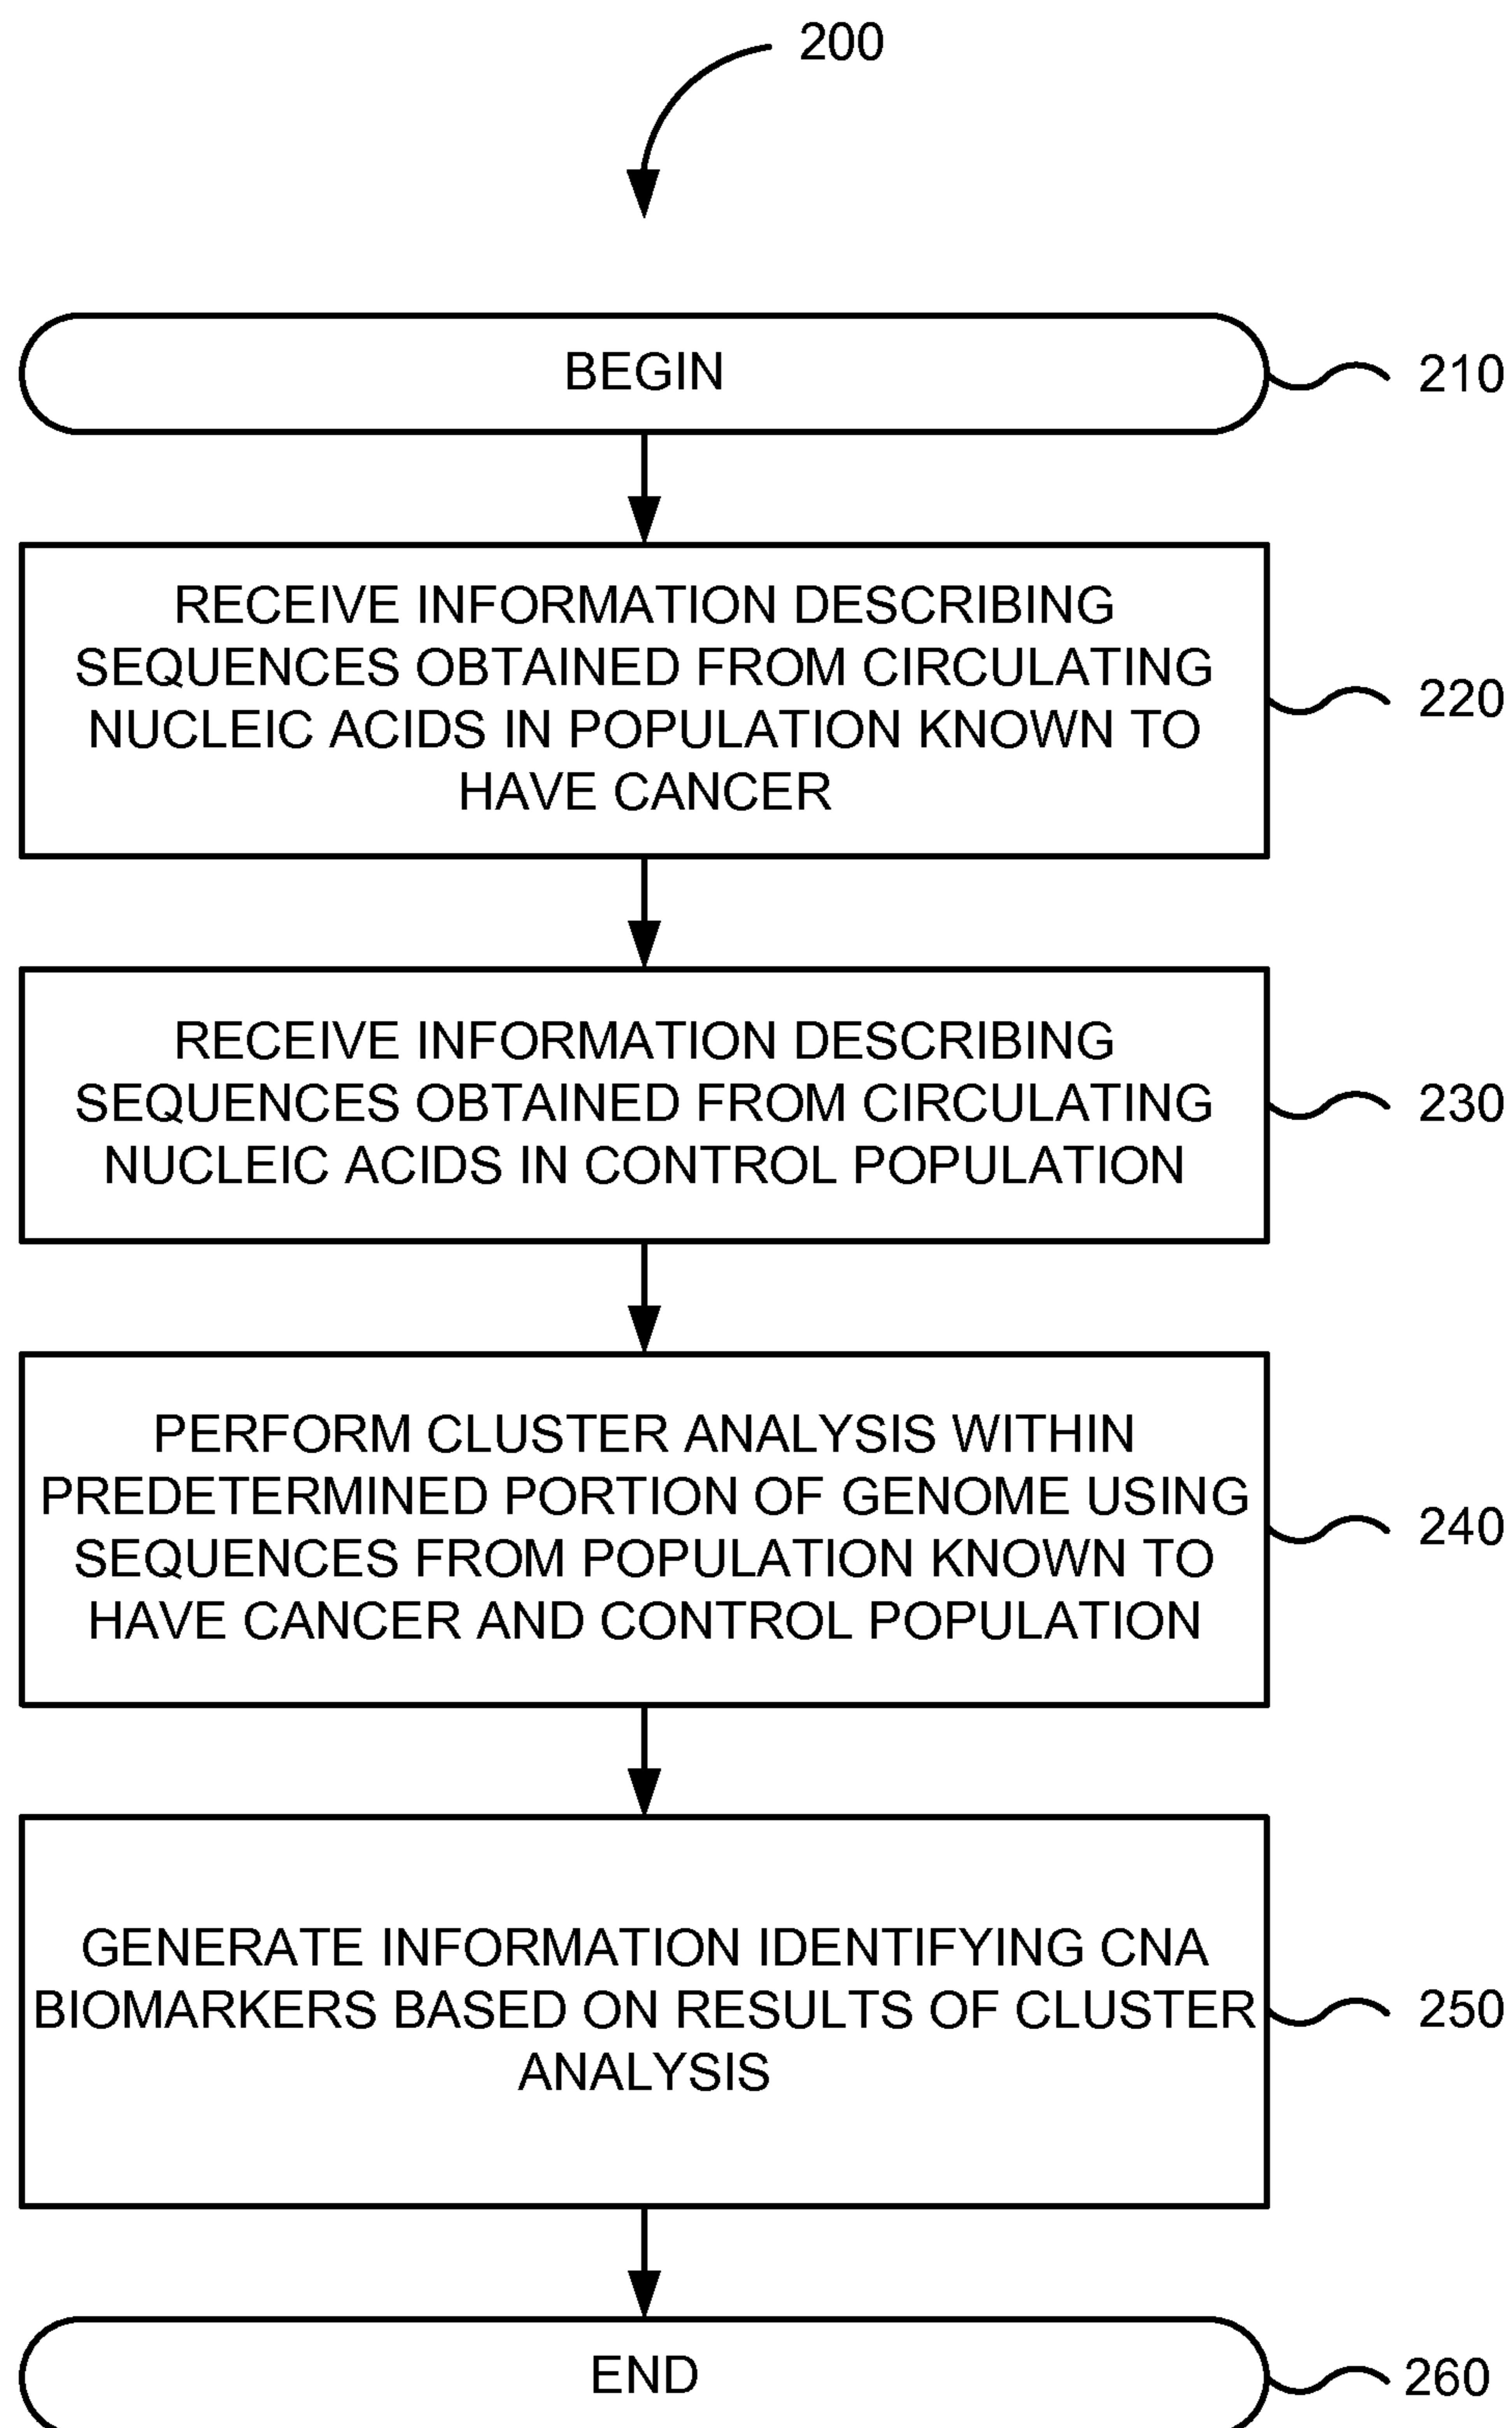 200
BEGIN
210
RECEIVE INFORMATION DESCRIBING
SEQUENCES OBTAINED FROM CIRCULATING
NUCLEIC ACIDS IN POPULATION KNOWN TO
HAVE CANCER
220
RECEIVE INFORMATION DESCRIBING
SEQUENCES OBTAINED FROM CIRCULATING
NUCLEIC ACIDS IN CONTROL POPULATION
230
PERFORM CLUSTER ANALYSIS WITHIN
PREDETERMINED PORTION OF GENOME USING
SEQUENCES FROM POPULATION KNOWN TO
HAVE CANCER AND CONTROL POPULATION
240
GENERATE INFORMATION IDENTIFYING CNA
BIOMARKERS BASED ON RESULTS OF CLUSTER
ANALYSIS
250
END
260